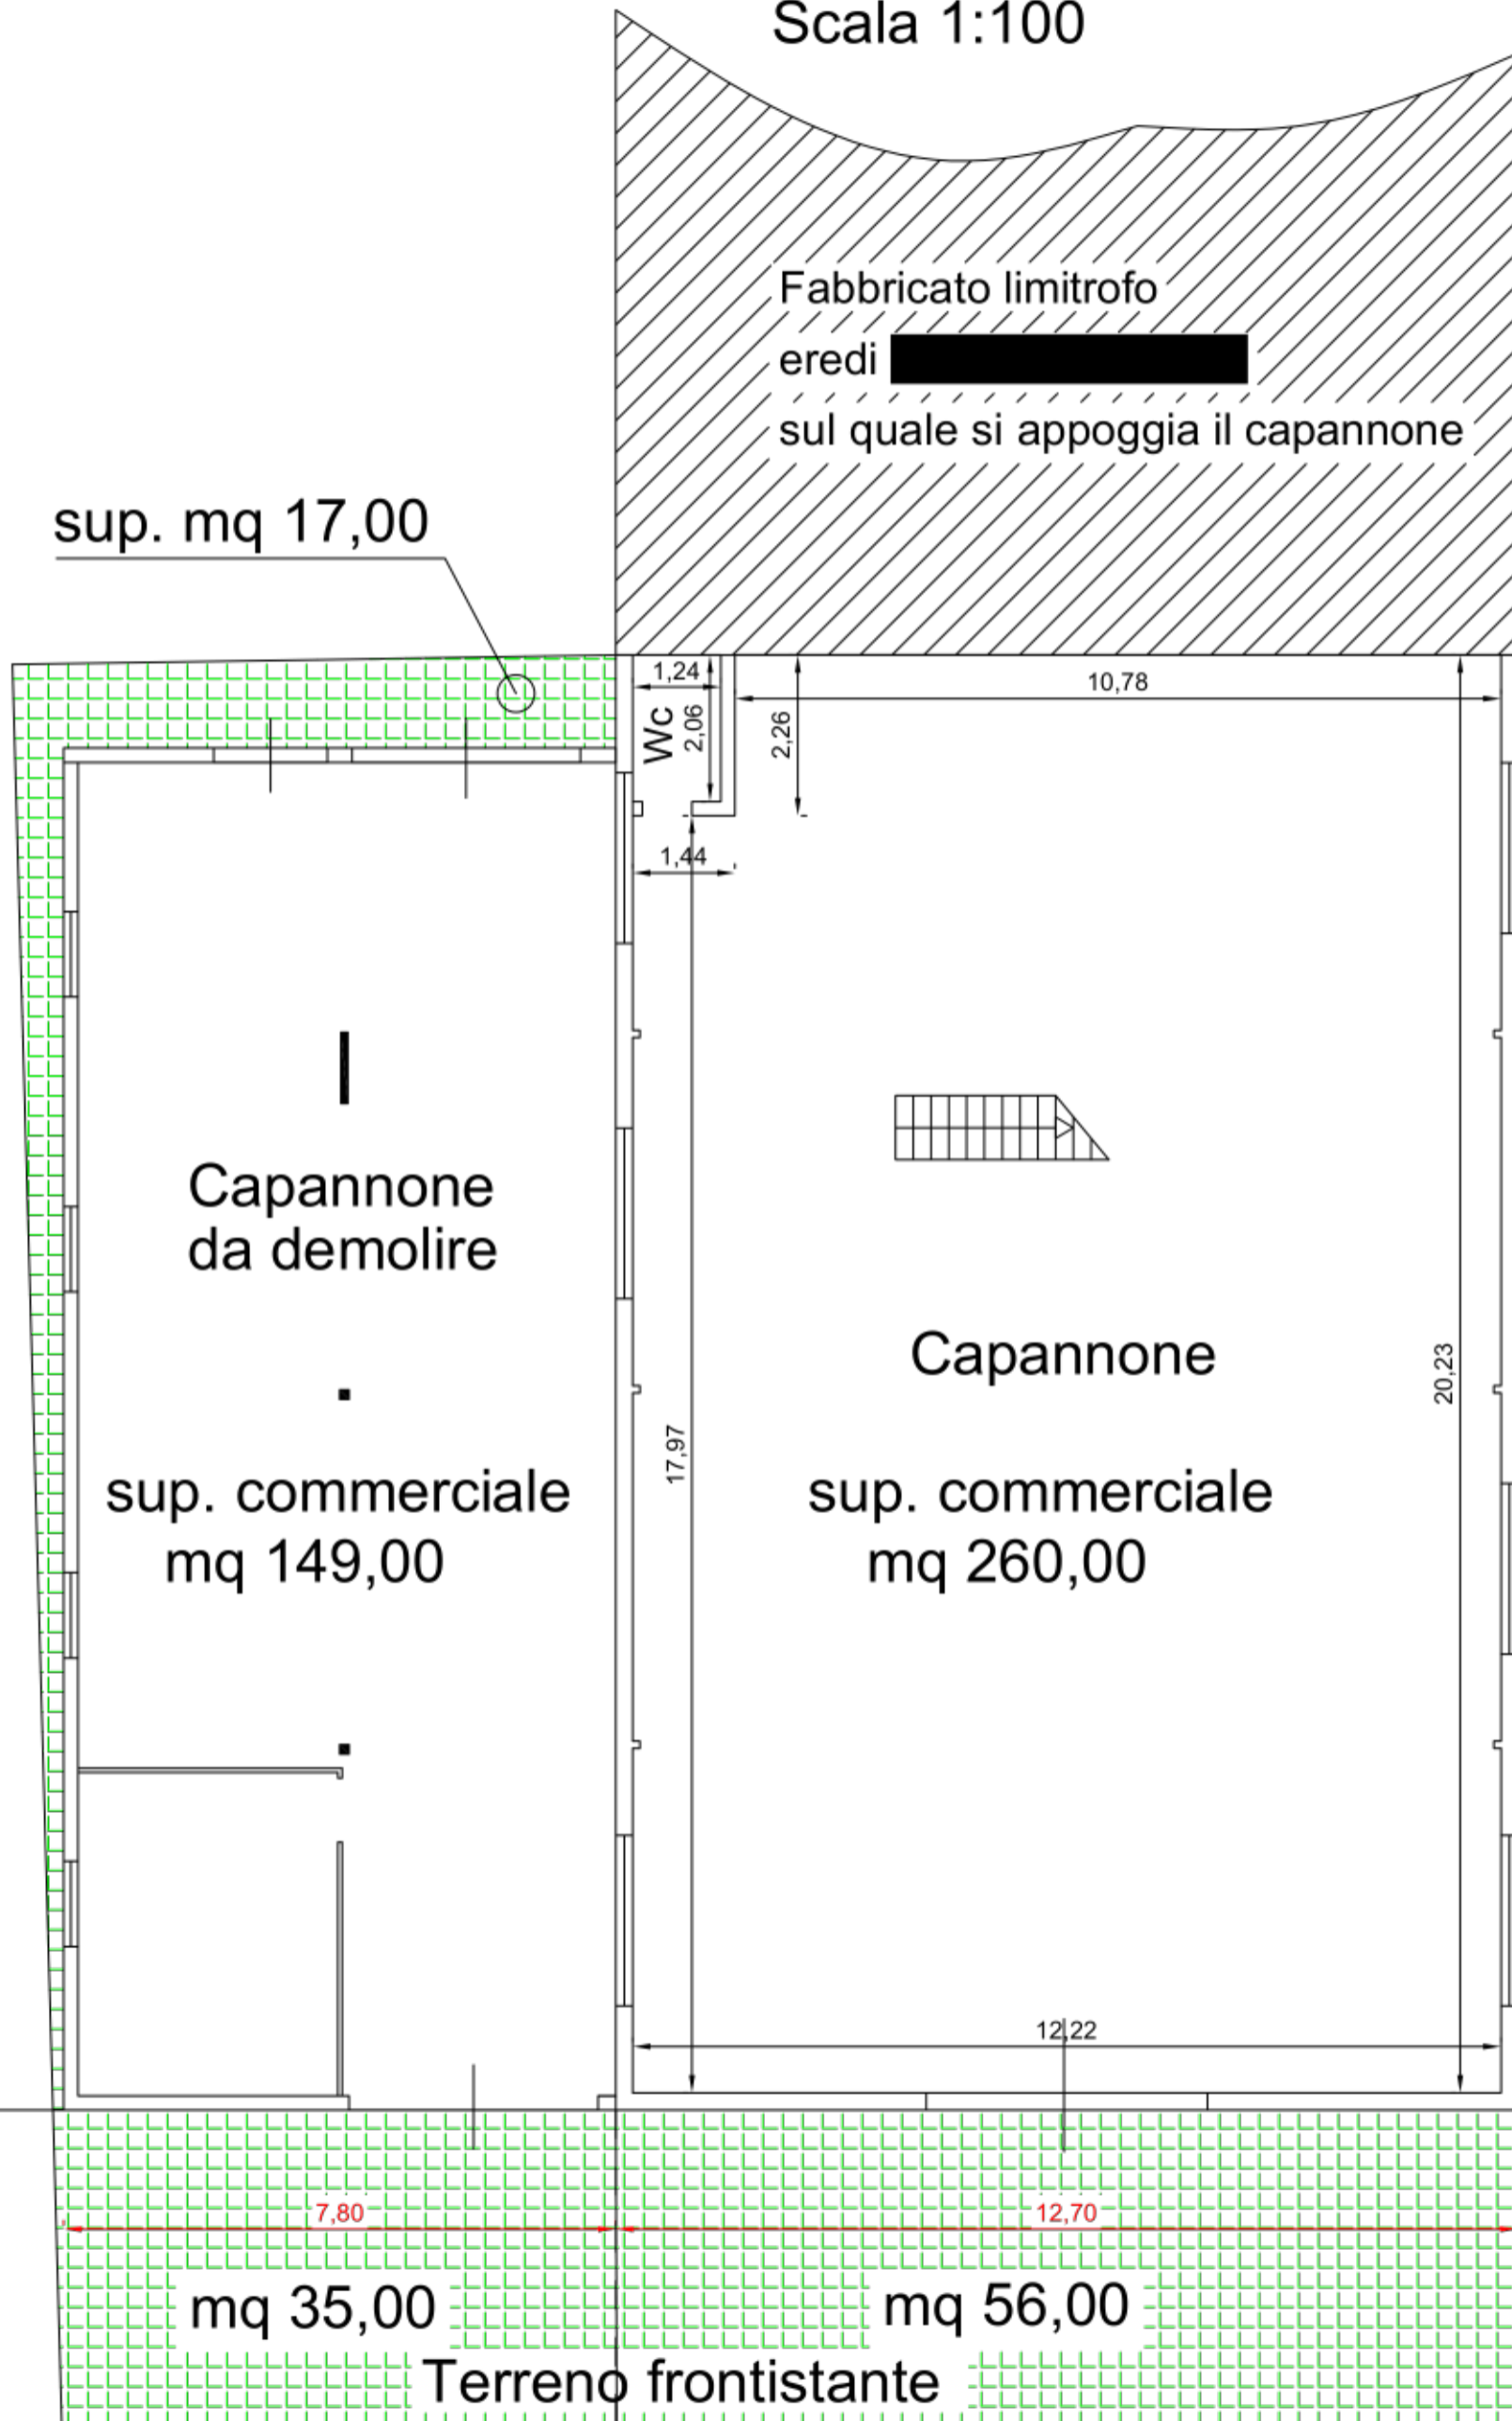 Scala 1:100
Fabbricato limitrofo
eredi
sul quale si appoggia il capannone
sup. mq 17,00
1,24
10,78
Wc
2,06
2,26
1,44
Capannone
da demolire
Capannone
20,23
17,97
sup. commerciale
mq 149,00
sup. commerciale
mq 260,00
12,22
7,80
12,70
mq 35,00
mq 56,00
Terreno frontistante